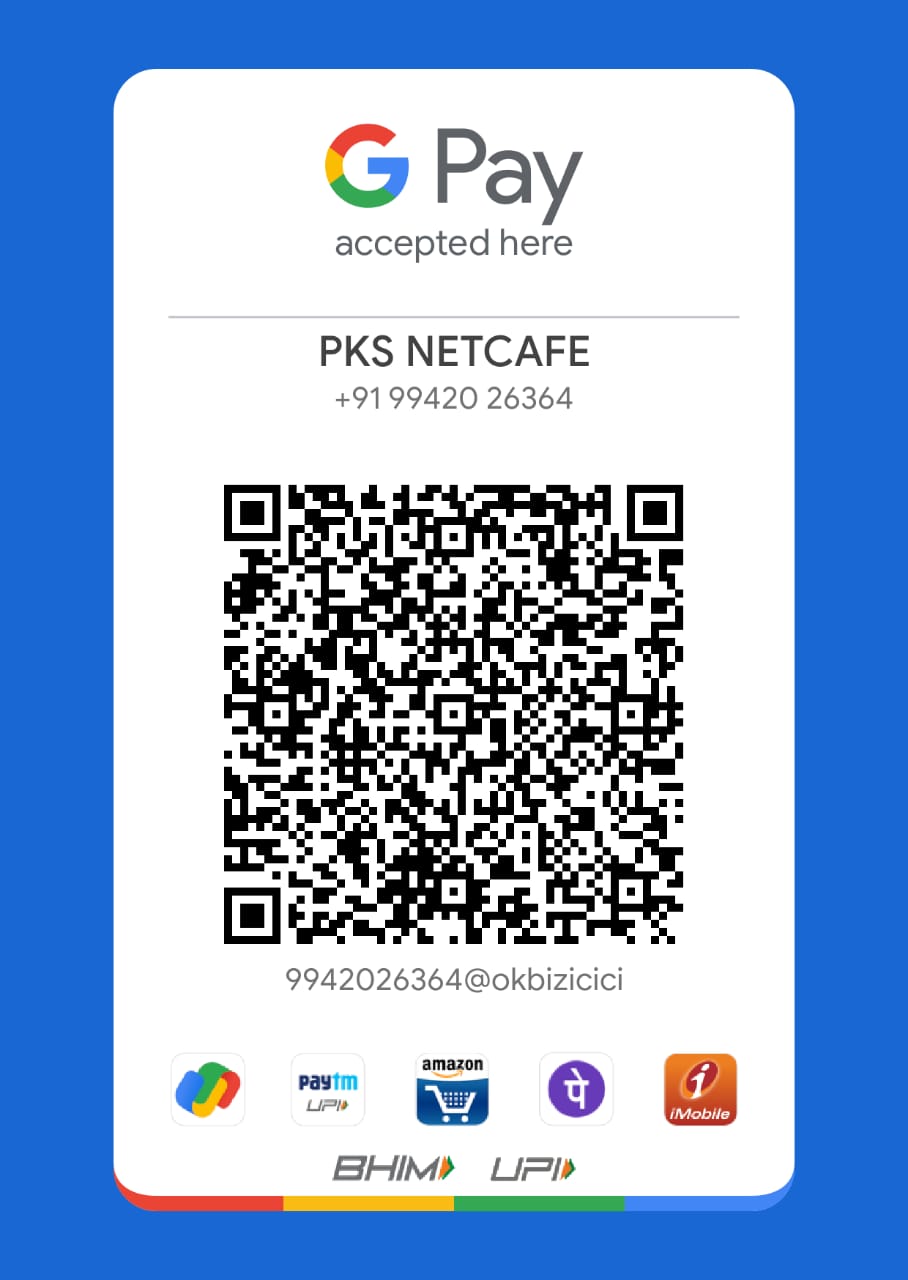 G Pay
accepted here
PKS NETCAFE
+91 99420 26364
9942026364@okbizicici
paytm
UPI
amazon
पे
i
iMobile
BHIM UPI